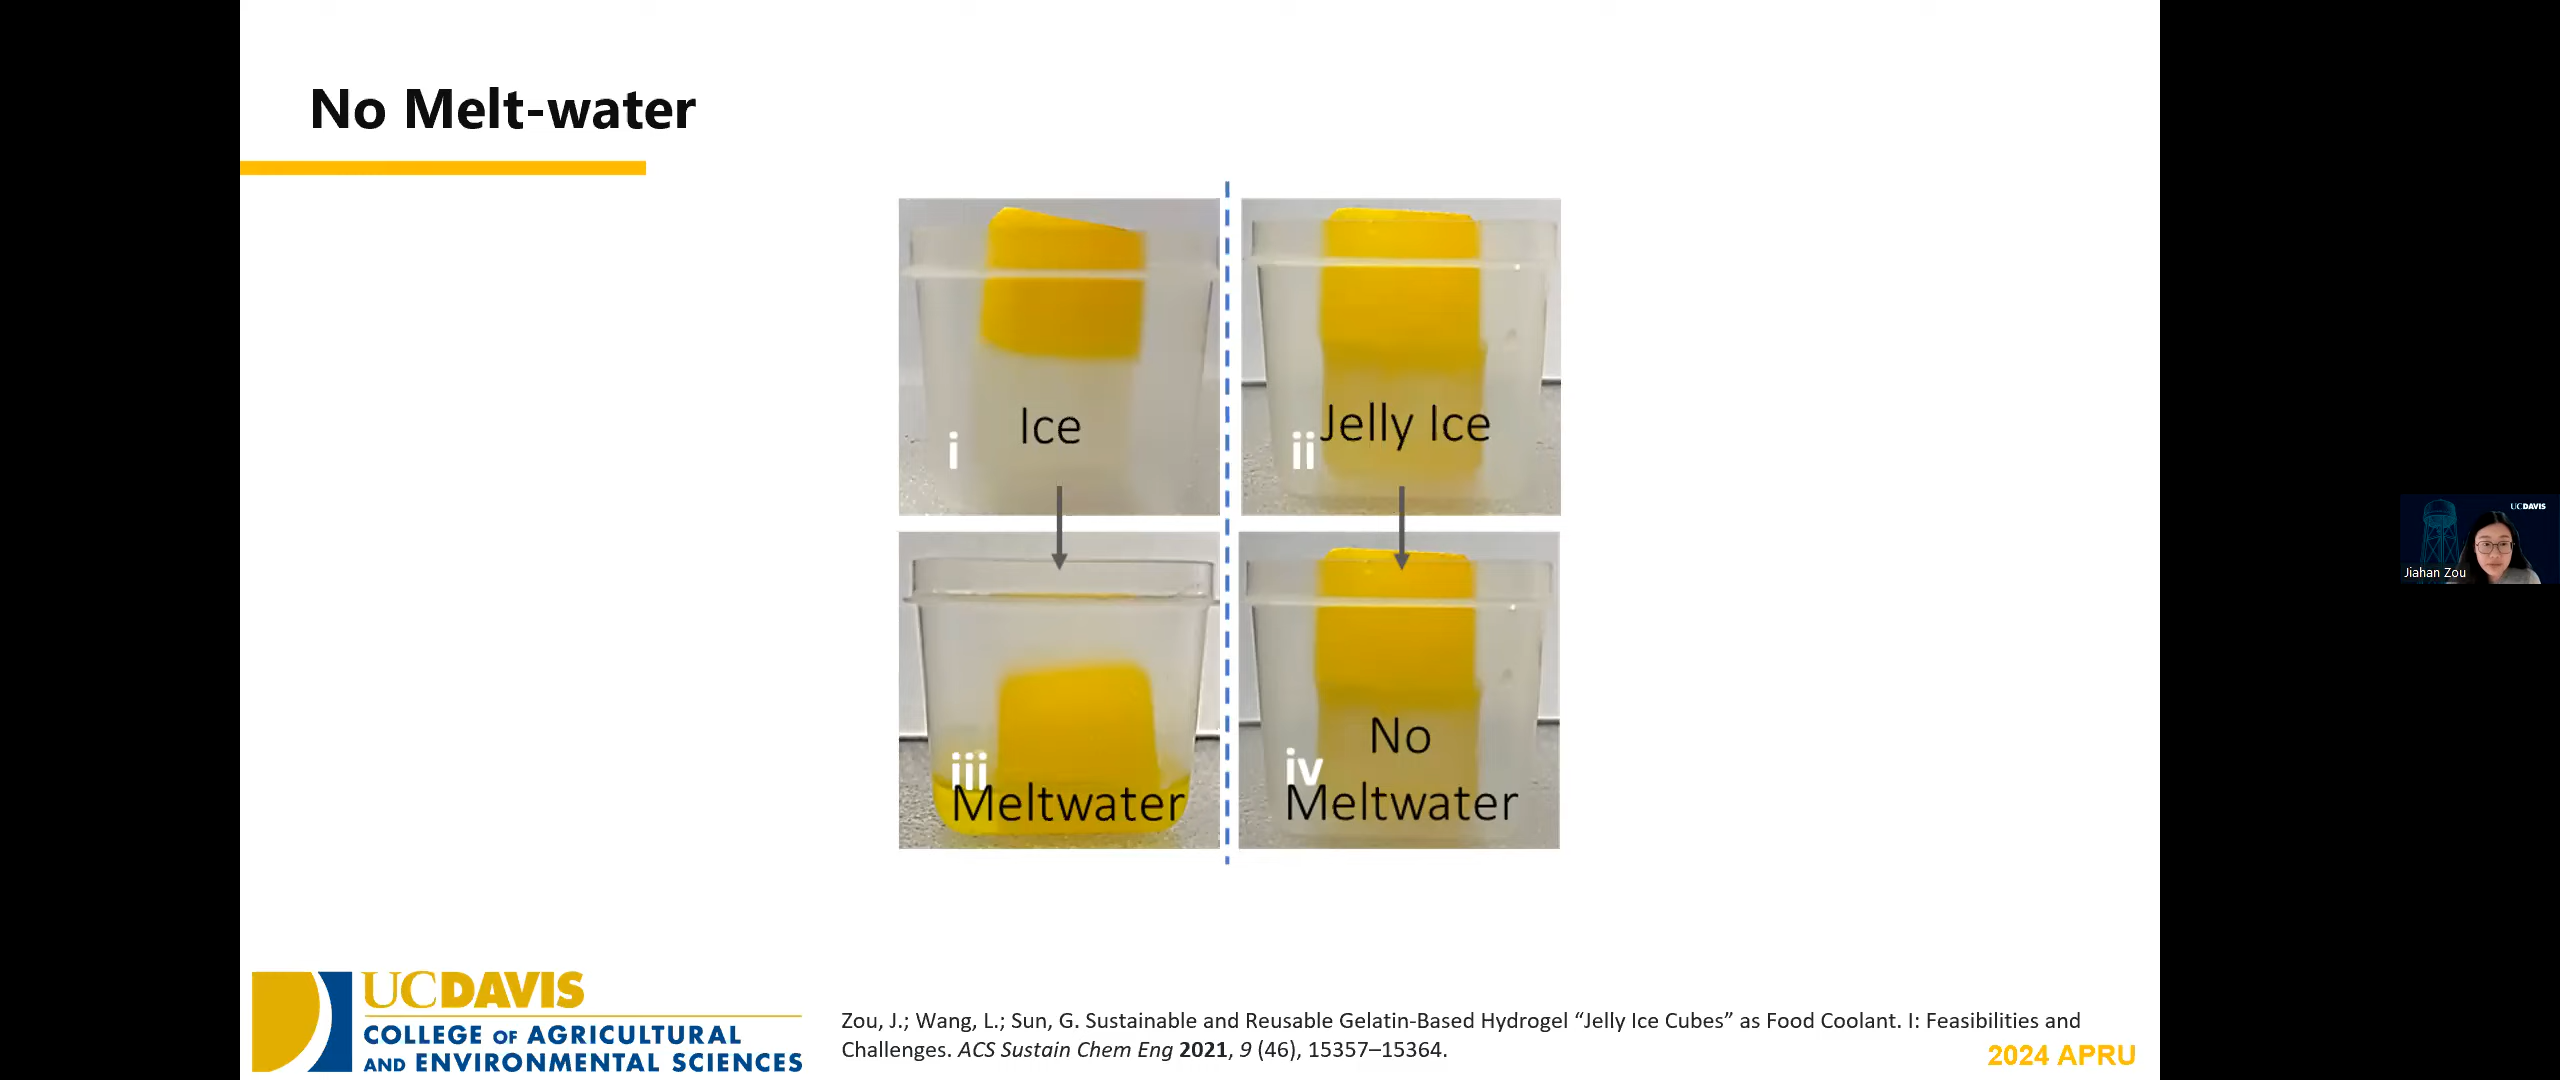 No Melt-water
Ice
i
Jelly Ice
ii
iii
Meltwater
No
iv
Meltwater
UCDAVIS
Jiahan Zou
UCDAVIS
COLLEGE OF AGRICULTURAL
AND ENVIRONMENTAL SCIENCES
Zou, J.; Wang, L.; Sun, G. Sustainable and Reusable Gelatin-Based Hydrogel “Jelly Ice Cubes” as Food Coolant. I: Feasibilities and
Challenges. ACS Sustain Chem Eng 2021, 9 (46), 15357–15364.
2024 APRU